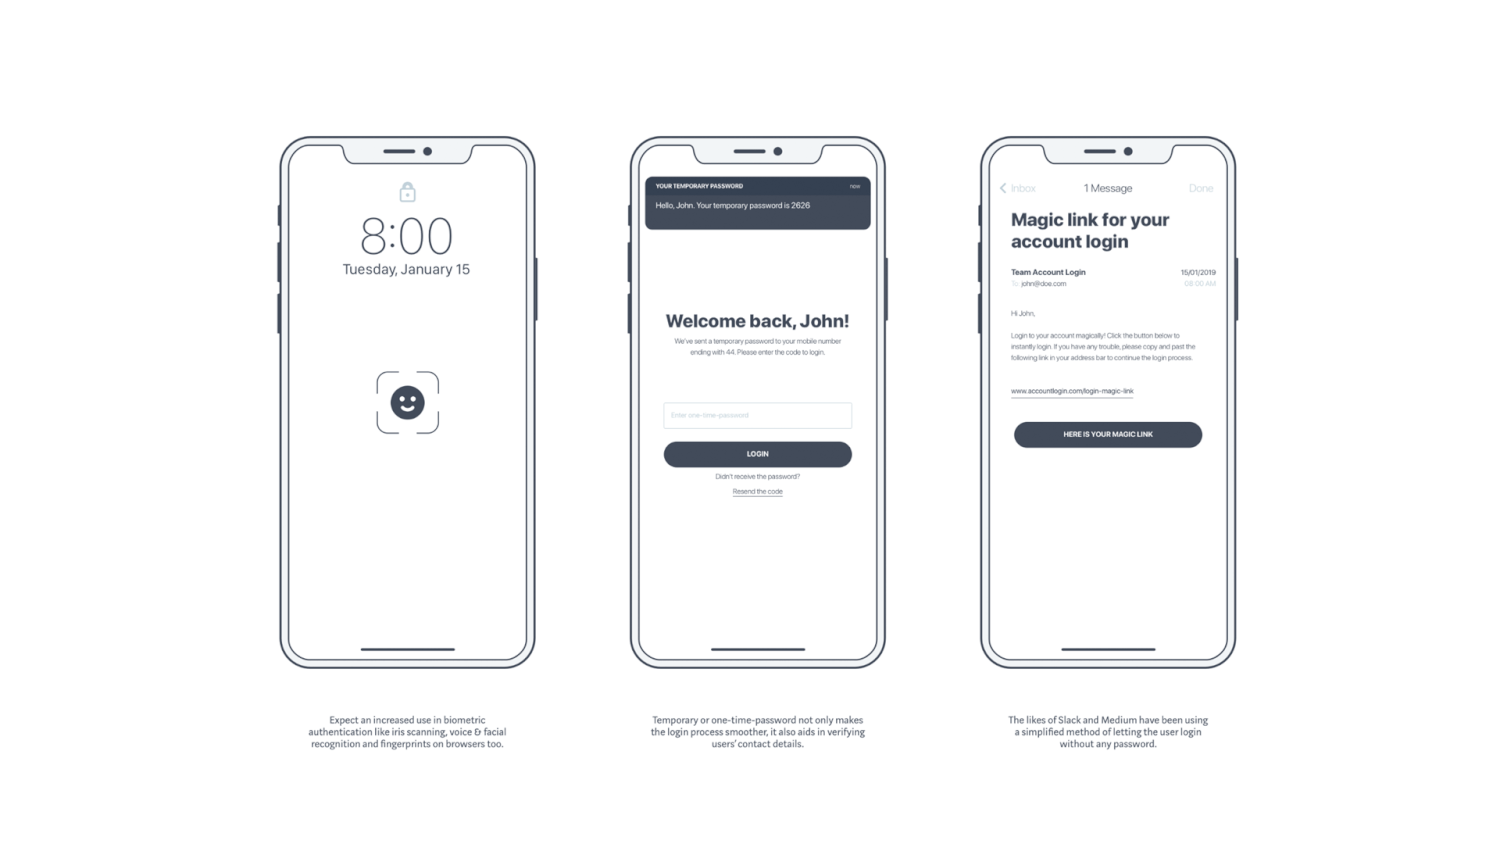 8:00
Tuesday, January 15
Expect an increased use in biometric
authentication like iris scanning, voice & facial
recognition and fingerprints on browsers too.
YOUR TEMPORARY PASSWORD now
Hello, John. Your temporary password is 2626
Welcome back, John!
We've sent a temporary password to your mobile number
ending with 44. Please enter the code to login.
Enter one-time-password
LOGIN
Didn't receive the password?
Resend the code
Temporary or one-time-password not only makes
the login process smoother, it also aids in verifying
users' contact details.
Inbox 1 Message Done
Magic link for your
account login
Team Account Login 15/01/2019
To john@doe.com 08:00 AM
Hi John,
Login to your account magically! Click the button below to
instantly login. If you have any trouble, please copy and past the
following link in your address bar to continue the login process.
www.accountlogin.com/login-magic-link
HERE IS YOUR MAGIC LINK
The likes of Slack and Medium have been using
a simplified method of letting the user login
without any password.